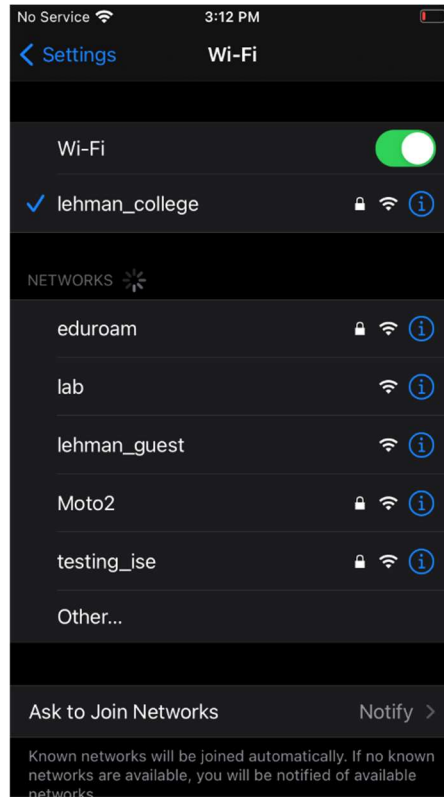 No Service 3:12 PM
Settings Wi-Fi
Wi-Fi
lehman_college
NETWORKS
eduroam
lab
lehman_guest
Moto2
testing_ise
Other...
Ask to Join Networks Notify
Known networks will be joined automatically. If no known
networks are available, you will be notified of available
networks.